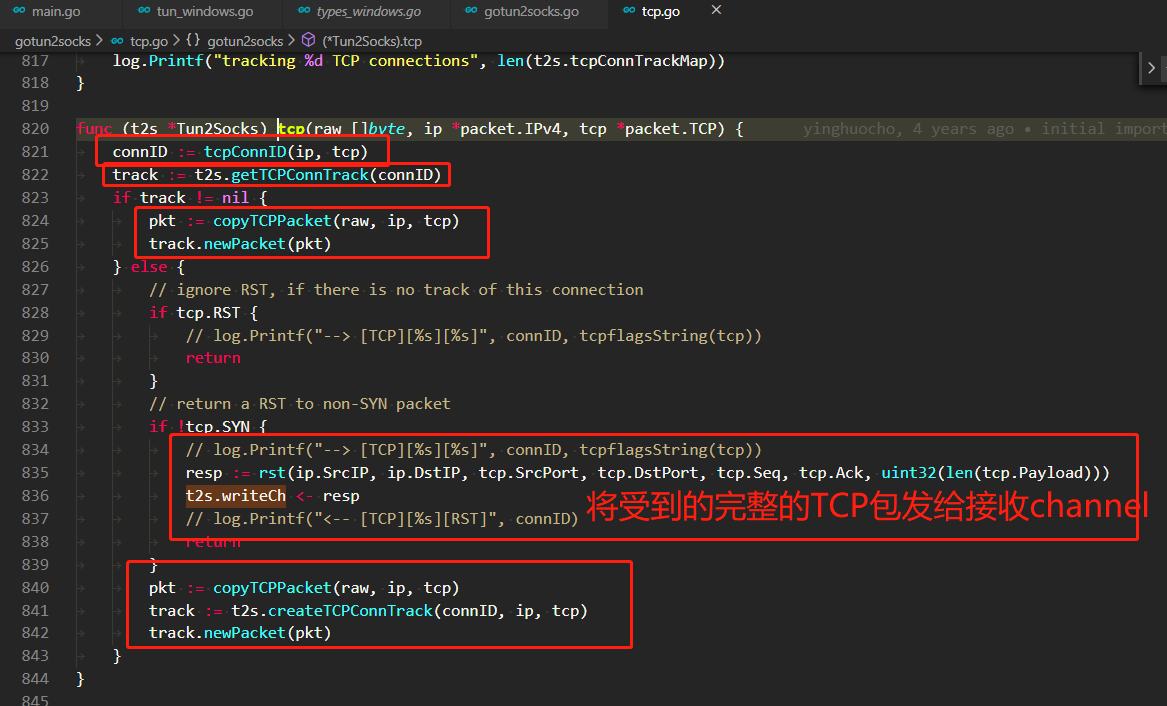 main.go tun_windows.go types_windows.go gotun2socks.go tcp.go
gotun2socks > tcp.go > {} gotun2socks > (*Tun2Socks).tcp
817 log.Printf("tracking %d TCP connections", len(t2s.tcpConnTrackMap))
818 }
819
820 func (t2s *Tun2Socks) tcp(raw []byte, ip *packet.IPv4, tcp *packet.TCP) { yinghuocho, 4 years ago • initial import
821 connID := tcpConnID(ip, tcp)
822 track := t2s.getTCPConnTrack(connID)
823 if track != nil {
824 pkt := copyTCPPacket(raw, ip, tcp)
825 track.newPacket(pkt)
826 } else {
827 // ignore RST, if there is no track of this connection
828 if tcp.RST {
829 // log.Printf("--> [TCP][%s][%s]", connID, tcpflagsString(tcp))
830 return
831 }
832 // return a RST to non-SYN packet
833 if !tcp.SYN {
834 // log.Printf("--> [TCP][%s][%s]", connID, tcpflagsString(tcp))
835 resp := rst(ip.SrcIP, ip.DstIP, tcp.SrcPort, tcp.DstPort, tcp.Seq, tcp.Ack, uint32(len(tcp.Payload)))
836 t2s.writeCh <- resp
将受到的完整的TCP包发给接收channel
837 // log.Printf("<-- [TCP][%s][RST]", connID)
838 return
839 }
840 pkt := copyTCPPacket(raw, ip, tcp)
841 track := t2s.createTCPConnTrack(connID, ip, tcp)
842 track.newPacket(pkt)
843 }
844 }
845